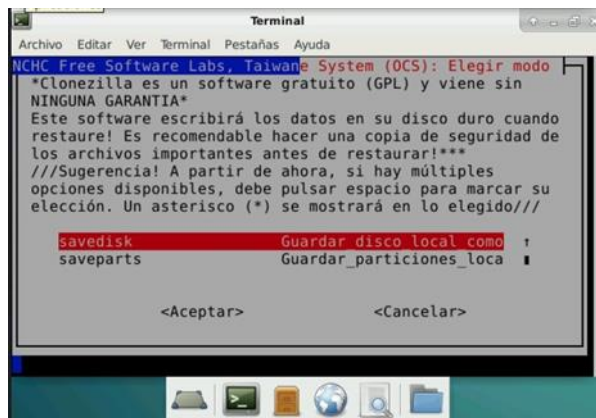 Terminal
Archivo Editar Ver Terminal Pestañas Ayuda
NCHC Free Software Labs, Taiwane System (OCS): Elegir modo
*Clonezilla es un software gratuito (GPL) y viene sin
NINGUNA GARANTIA*
Este software escribirá los datos en su disco duro cuando
restaure! Es recomendable hacer una copia de seguridad de
los archivos importantes antes de restaurar!***
///Sugerencia! A partir de ahora, si hay múltiples
opciones disponibles, debe pulsar espacio para marcar su
elección. Un asterisco (*) se mostrará en lo elegido///
savedisk Guardar_disco_local_como
saveparts Guardar_particiones_loca
<Aceptar> <Cancelar>